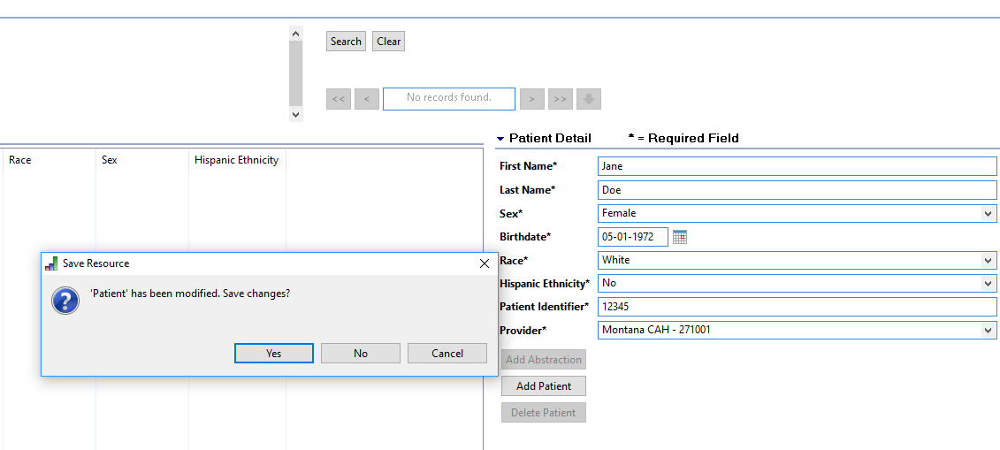 Search Clear
<< < No records found. > >>
Patient Detail * = Required Field
Race Sex Hispanic Ethnicity
First Name* Jane
Last Name* Doe
Sex* Female
Birthdate* 05-01-1972
Race* White
Hispanic Ethnicity* No
Patient Identifier* 12345
Provider* Montana CAH - 271001
Add Abstraction
Add Patient
Delete Patient
Save Resource
'Patient' has been modified. Save changes?
Yes No Cancel